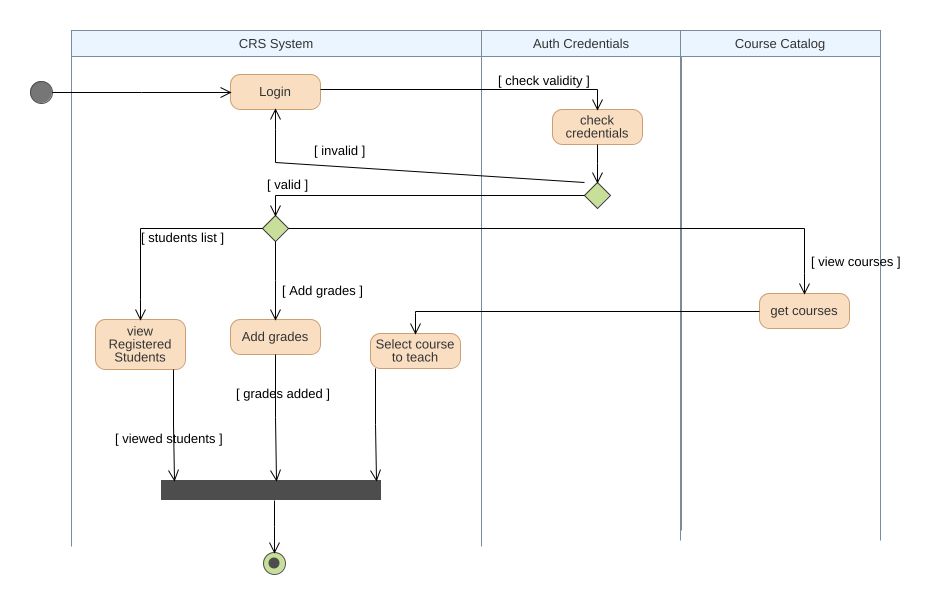 CRS System
Auth Credentials
Course Catalog
[ check validity ]
Login
check
credentials
[ invalid ]
[ valid ]
[ students list ]
[ view courses ]
[ Add grades ]
get courses
view
Registered
Students
Add grades
Select course
to teach
[ grades added ]
[ viewed students ]